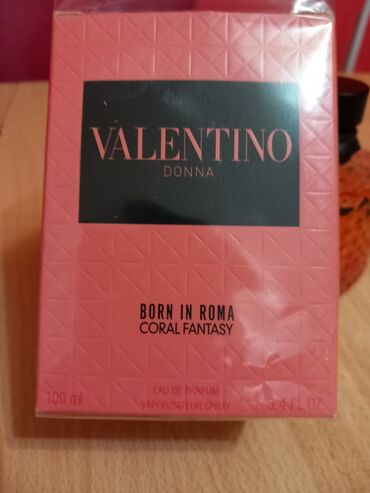 VALENTINO
DONNA
BORN IN ROMA
CORAL FANTASY
EAU DE PARFUM
100 ml VAPORISATEUR SPRAY 3.4 FL.OZ.